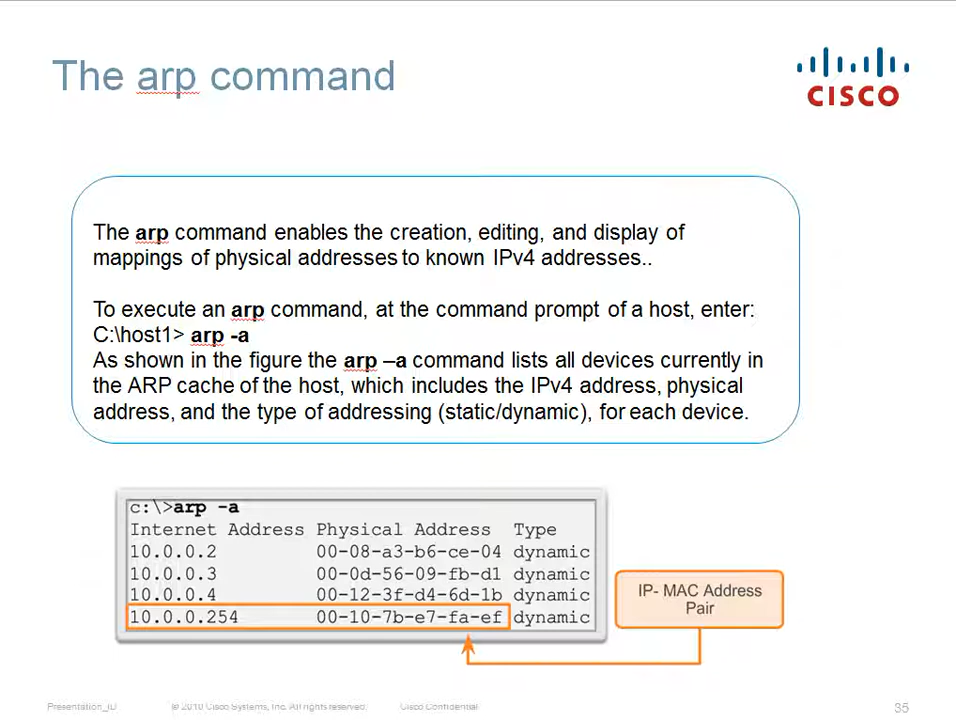 The arp command
CISCO
The arp command enables the creation, editing, and display of
mappings of physical addresses to known IPv4 addresses..
To execute an arp command, at the command prompt of a host, enter:
C:\host1> arp -a
As shown in the figure the arp –a command lists all devices currently in
the ARP cache of the host, which includes the IPv4 address, physical
address, and the type of addressing (static/dynamic), for each device.
c:\>arp -a
Internet Address Physical Address Type
10.0.0.2 00-08-a3-b6-ce-04 dynamic
10.0.0.3 00-0d-56-09-fb-d1 dynamic
10.0.0.4 00-12-3f-d4-6d-1b dynamic
10.0.0.254 00-10-7b-e7-fa-ef dynamic
IP- MAC Address
Pair
Presentation_ID © 2010 Cisco Systems, Inc. All rights reserved. Cisco Confidential 35